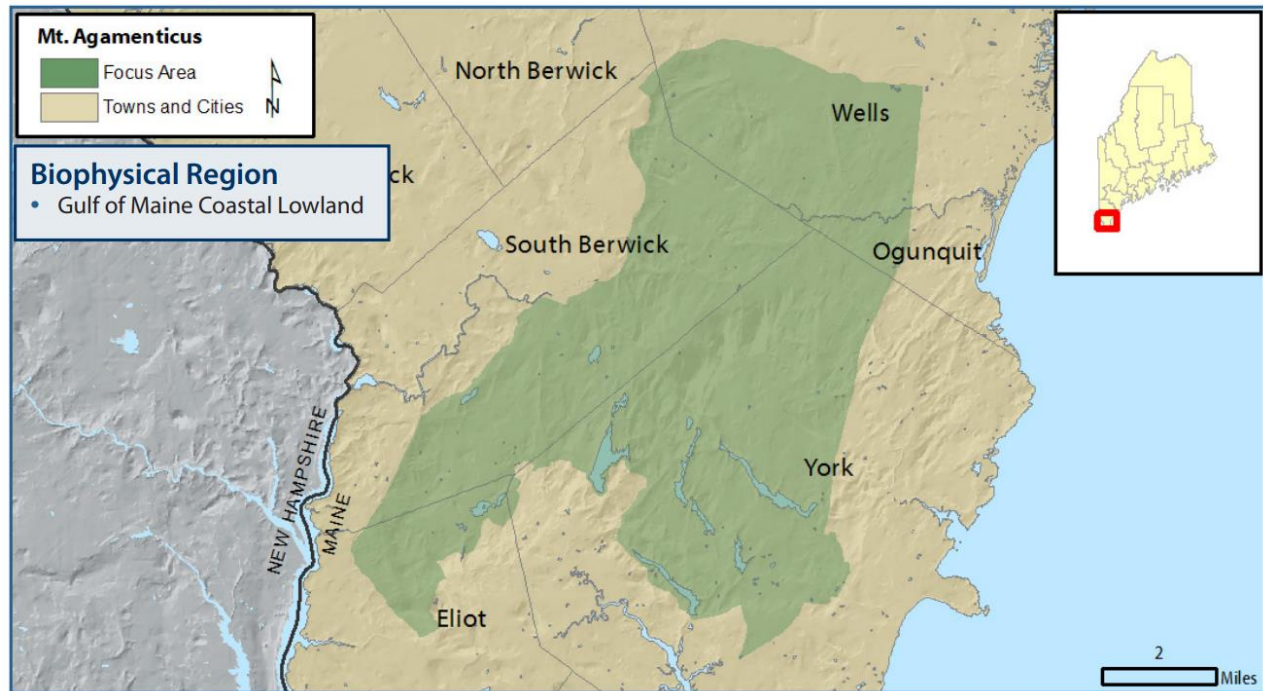 Mt. Agamenticus
Focus Area
Towns and Cities
N
Biophysical Region
• Gulf of Maine Coastal Lowland
North Berwick
Wells
ck
South Berwick
Ogunquit
York
NEW HAMPSHIRE
MAINE
Eliot
2
Miles